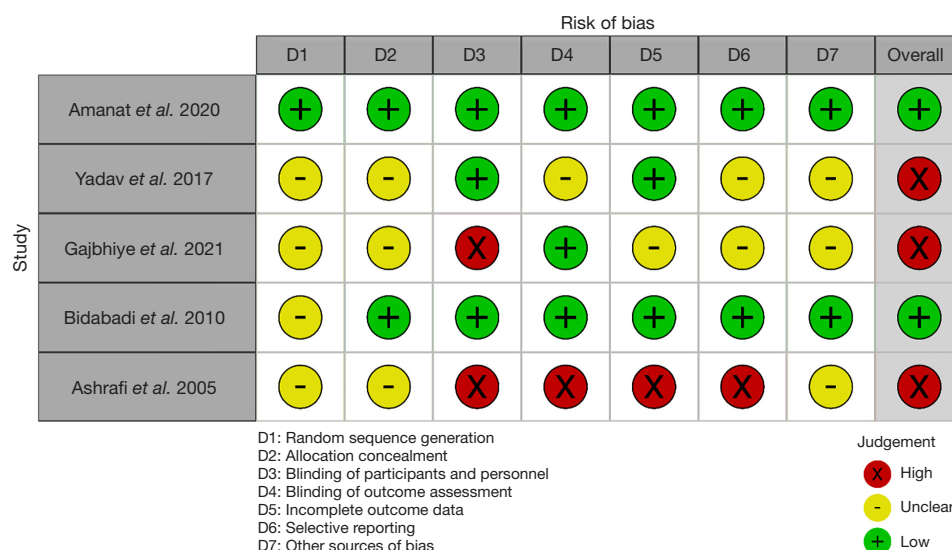 Risk of bias
D1 D2 D3 D4 D5 D6 D7 Overall
Study
Amanat et al. 2020 + + + + + + + +
Yadav et al. 2017 - - + - + - - X
Gajbhiye et al. 2021 - - X + - - - X
Bidabadi et al. 2010 - + + + + + + +
Ashrafi et al. 2005 - - X X X X - X
D1: Random sequence generation
D2: Allocation concealment
D3: Blinding of participants and personnel
D4: Blinding of outcome assessment
D5: Incomplete outcome data
D6: Selective reporting
D7: Other sources of bias
Judgement
X High
- Unclear
+ Low